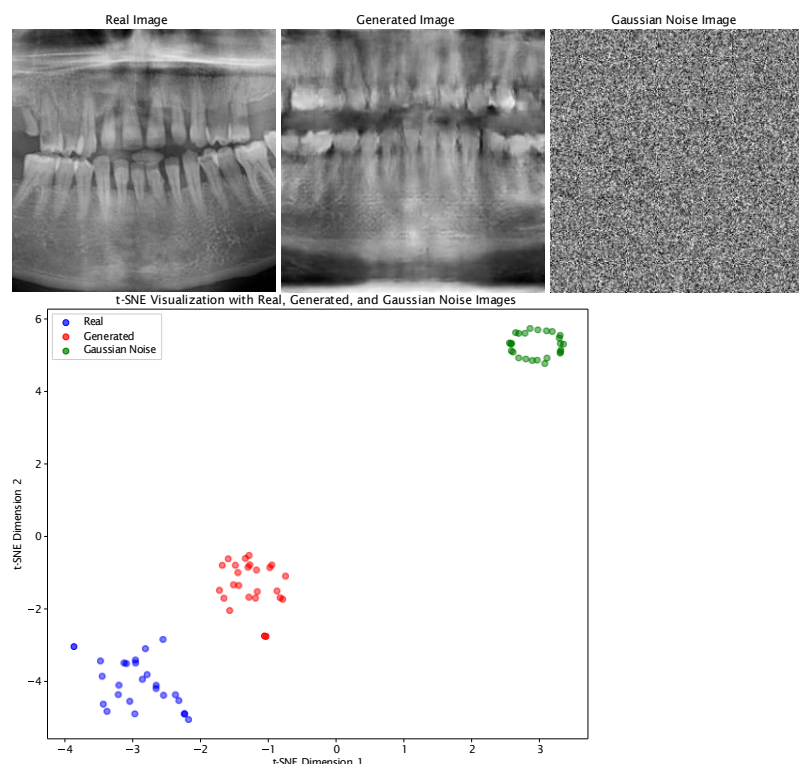 Real Image
Generated Image
Gaussian Noise Image
t-SNE Visualization with Real, Generated, and Gaussian Noise Images
Real
Generated
Gaussian Noise
6
4
2
0
−2
−4
t-SNE Dimension 2
−4 −3 −2 −1 0 1 2 3
t-SNE Dimension 1